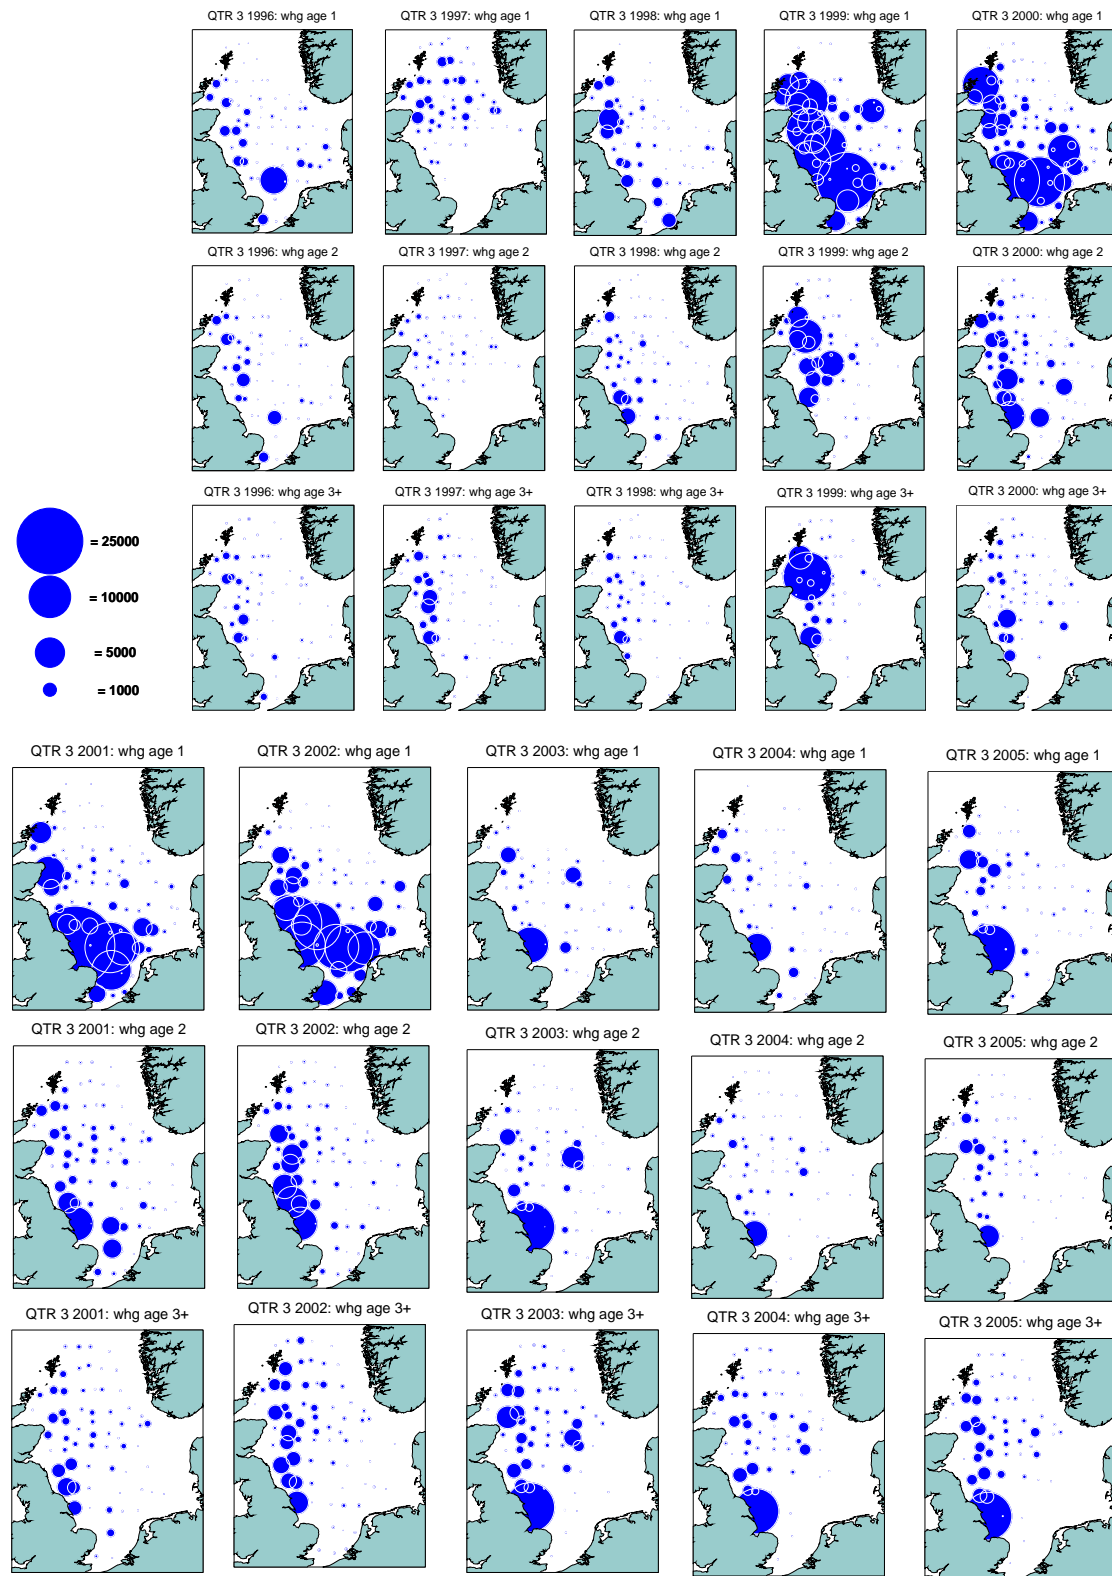 QTR 3 1996: whg age 1
QTR 3 1997: whg age 1
QTR 3 1998: whg age 1
QTR 3 1999: whg age 1
QTR 3 2000: whg age 1
QTR 3 1996: whg age 2
QTR 3 1997: whg age 2
QTR 3 1998: whg age 2
QTR 3 1999: whg age 2
QTR 3 2000: whg age 2
QTR 3 1996: whg age 3+
QTR 3 1997: whg age 3+
QTR 3 1998: whg age 3+
QTR 3 1999: whg age 3+
QTR 3 2000: whg age 3+
= 25000
= 10000
= 5000
= 1000
QTR 3 2001: whg age 1
QTR 3 2002: whg age 1
QTR 3 2003: whg age 1
QTR 3 2004: whg age 1
QTR 3 2005: whg age 1
QTR 3 2001: whg age 2
QTR 3 2002: whg age 2
QTR 3 2003: whg age 2
QTR 3 2004: whg age 2
QTR 3 2005: whg age 2
QTR 3 2001: whg age 3+
QTR 3 2002: whg age 3+
QTR 3 2003: whg age 3+
QTR 3 2004: whg age 3+
QTR 3 2005: whg age 3+